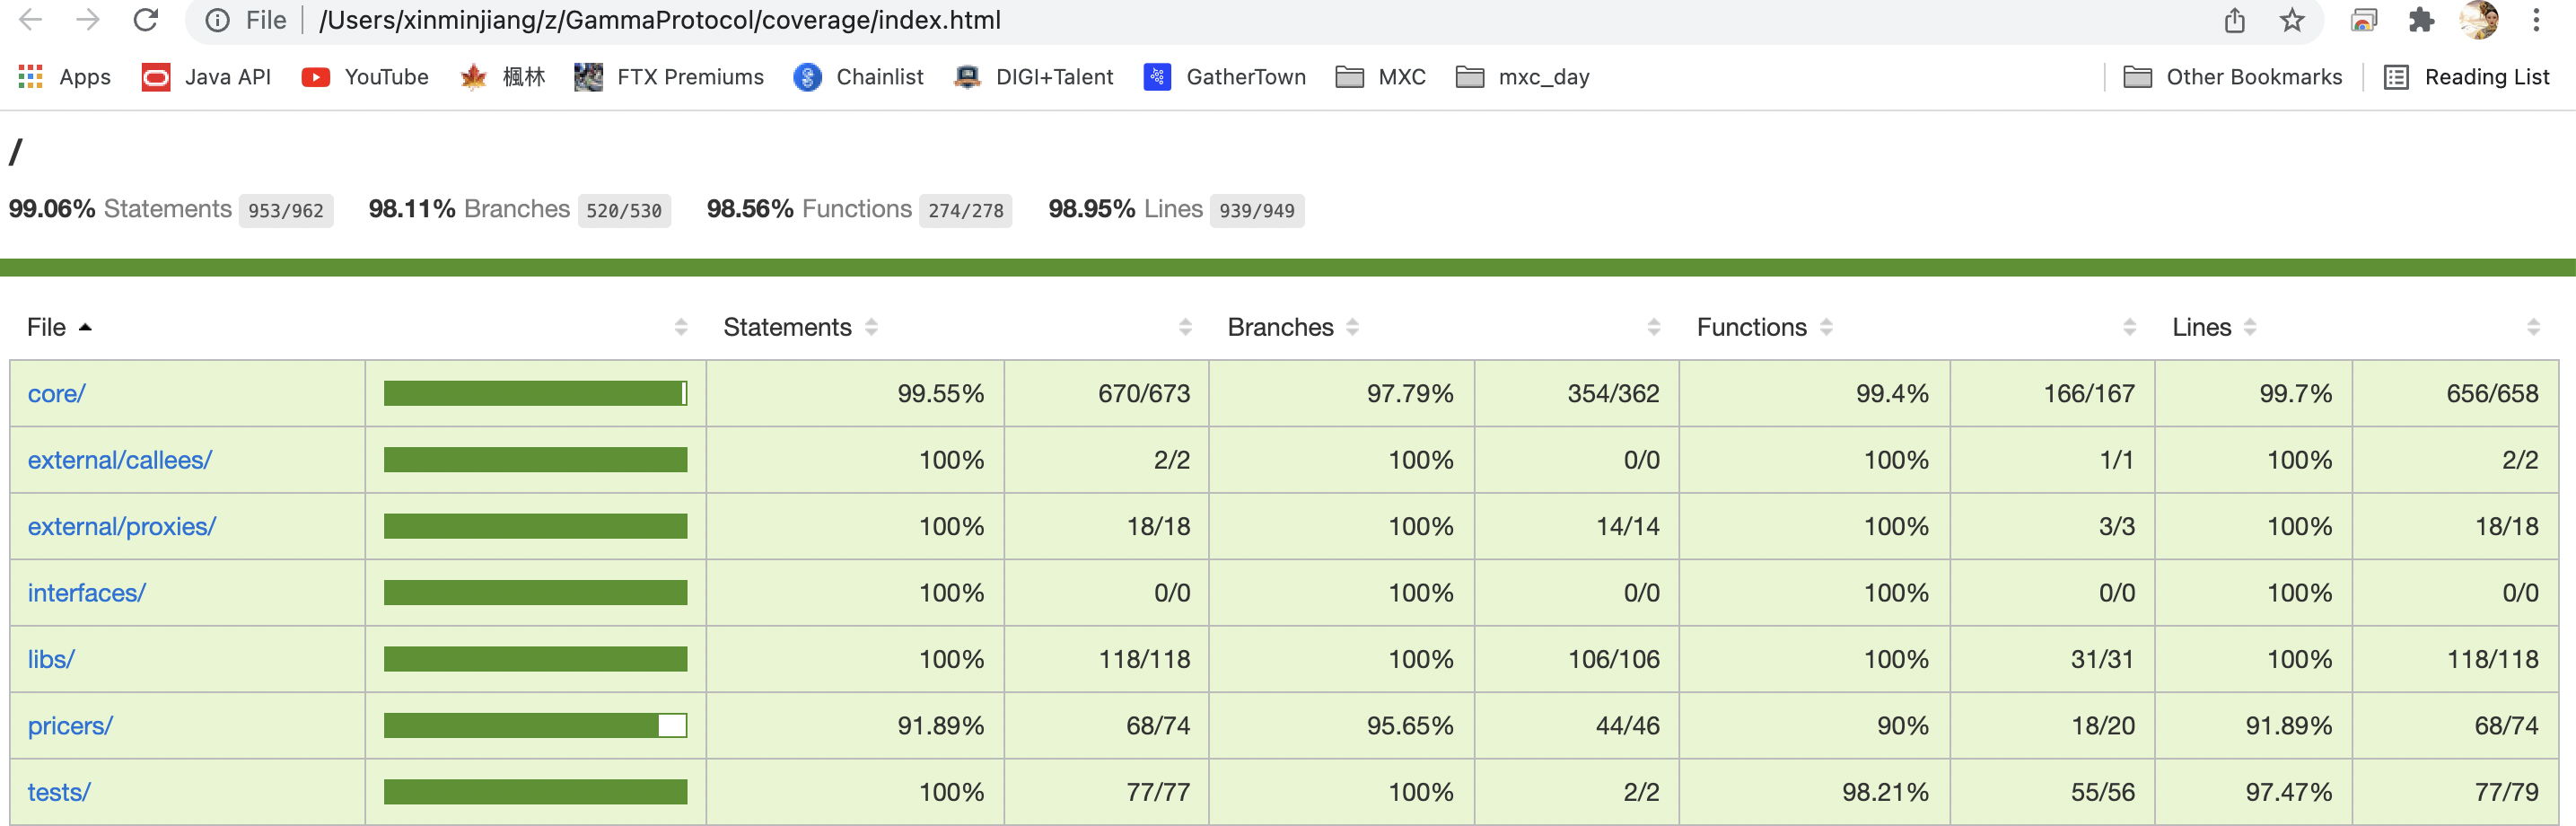 File /Users/xinminjiang/z/GammaProtocol/coverage/index.html
Apps Java API YouTube 楓林 FTX Premiums Chainlist DIGI+Talent GatherTown MXC mxc_day Other Bookmarks Reading List
/
99.06% Statements 953/962 98.11% Branches 520/530 98.56% Functions 274/278 98.95% Lines 939/949
File Statements Branches Functions Lines
core/ 99.55% 670/673 97.79% 354/362 99.4% 166/167 99.7% 656/658
external/callees/ 100% 2/2 100% 0/0 100% 1/1 100% 2/2
external/proxies/ 100% 18/18 100% 14/14 100% 3/3 100% 18/18
interfaces/ 100% 0/0 100% 0/0 100% 0/0 100% 0/0
libs/ 100% 118/118 100% 106/106 100% 31/31 100% 118/118
pricers/ 91.89% 68/74 95.65% 44/46 90% 18/20 91.89% 68/74
tests/ 100% 77/77 100% 2/2 98.21% 55/56 97.47% 77/79